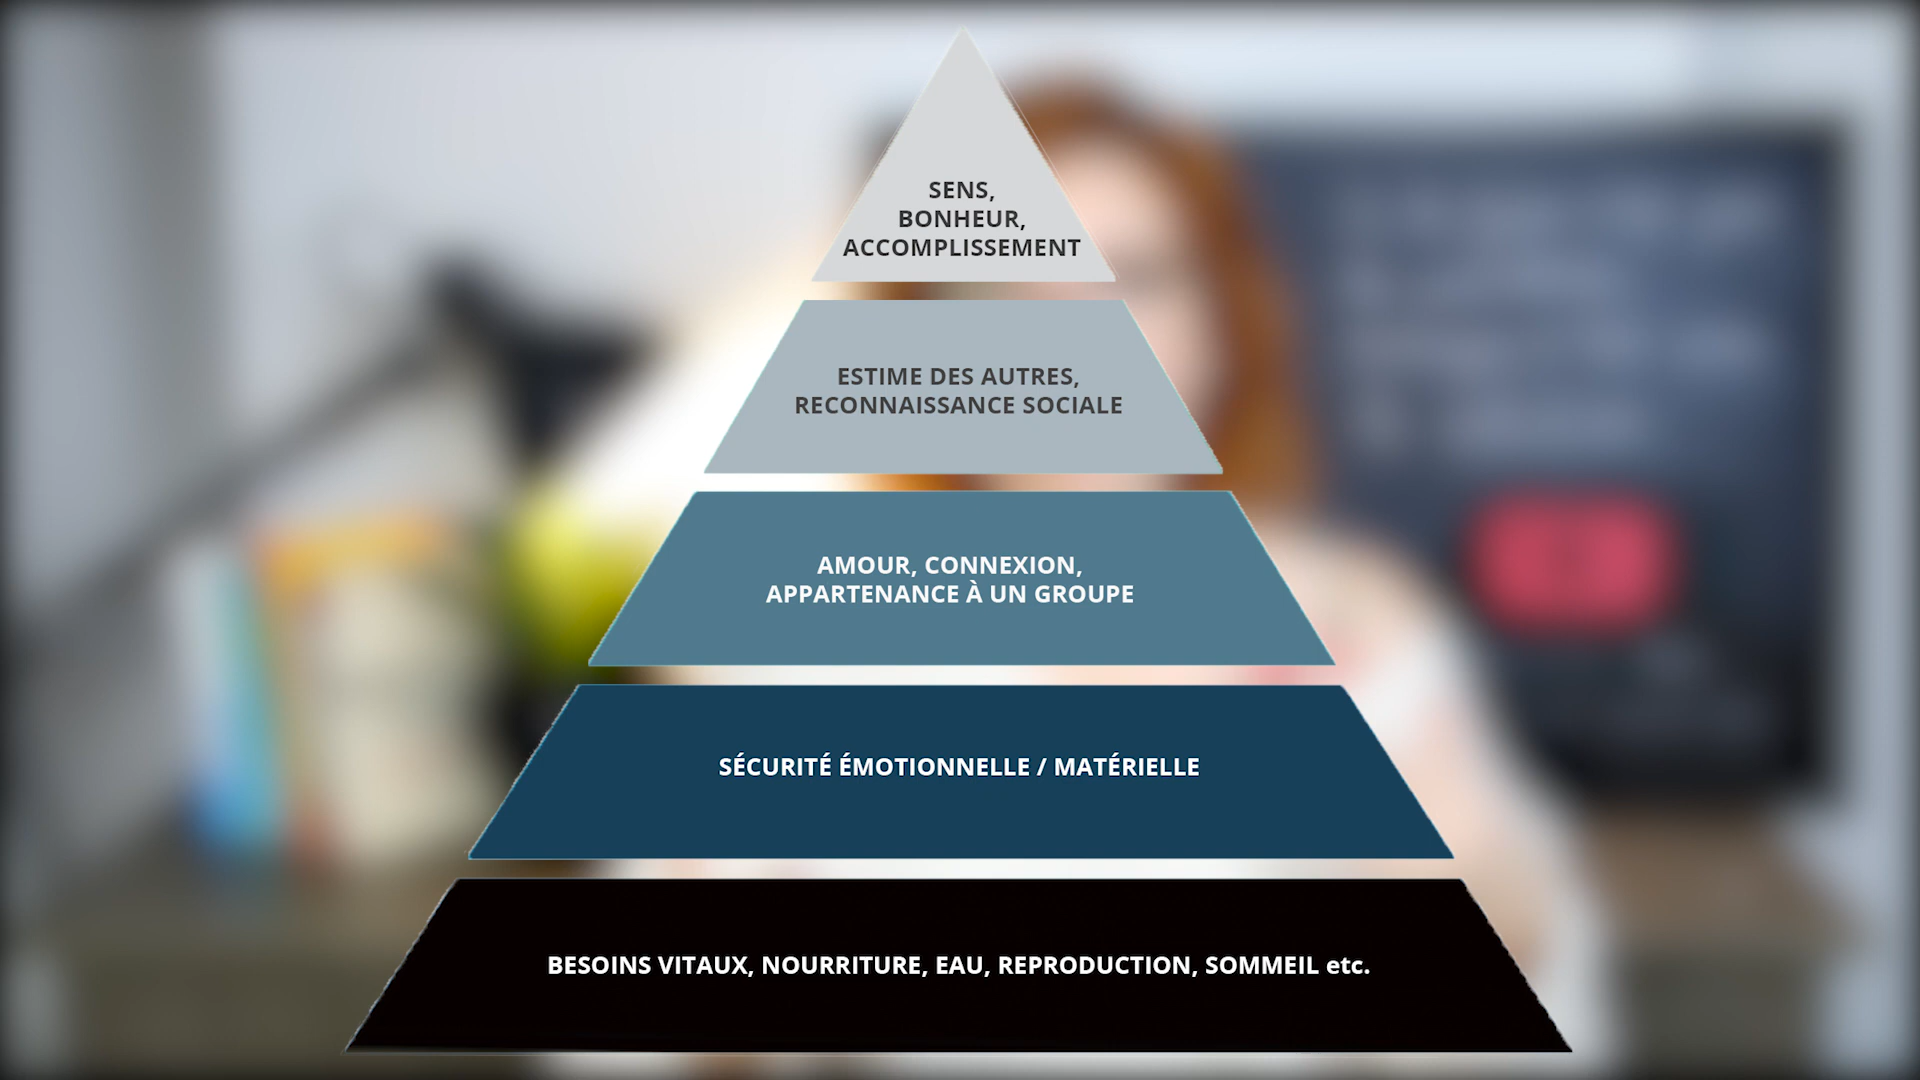 SENS,
BONHEUR,
ACCOMPLISSEMENT
ESTIME DES AUTRES,
RECONNAISSANCE SOCIALE
AMOUR, CONNEXION,
APPARTENANCE À UN GROUPE
SÉCURITÉ ÉMOTIONNELLE / MATÉRIELLE
BESOINS VITAUX, NOURRITURE, EAU, REPRODUCTION, SOMMEIL etc.